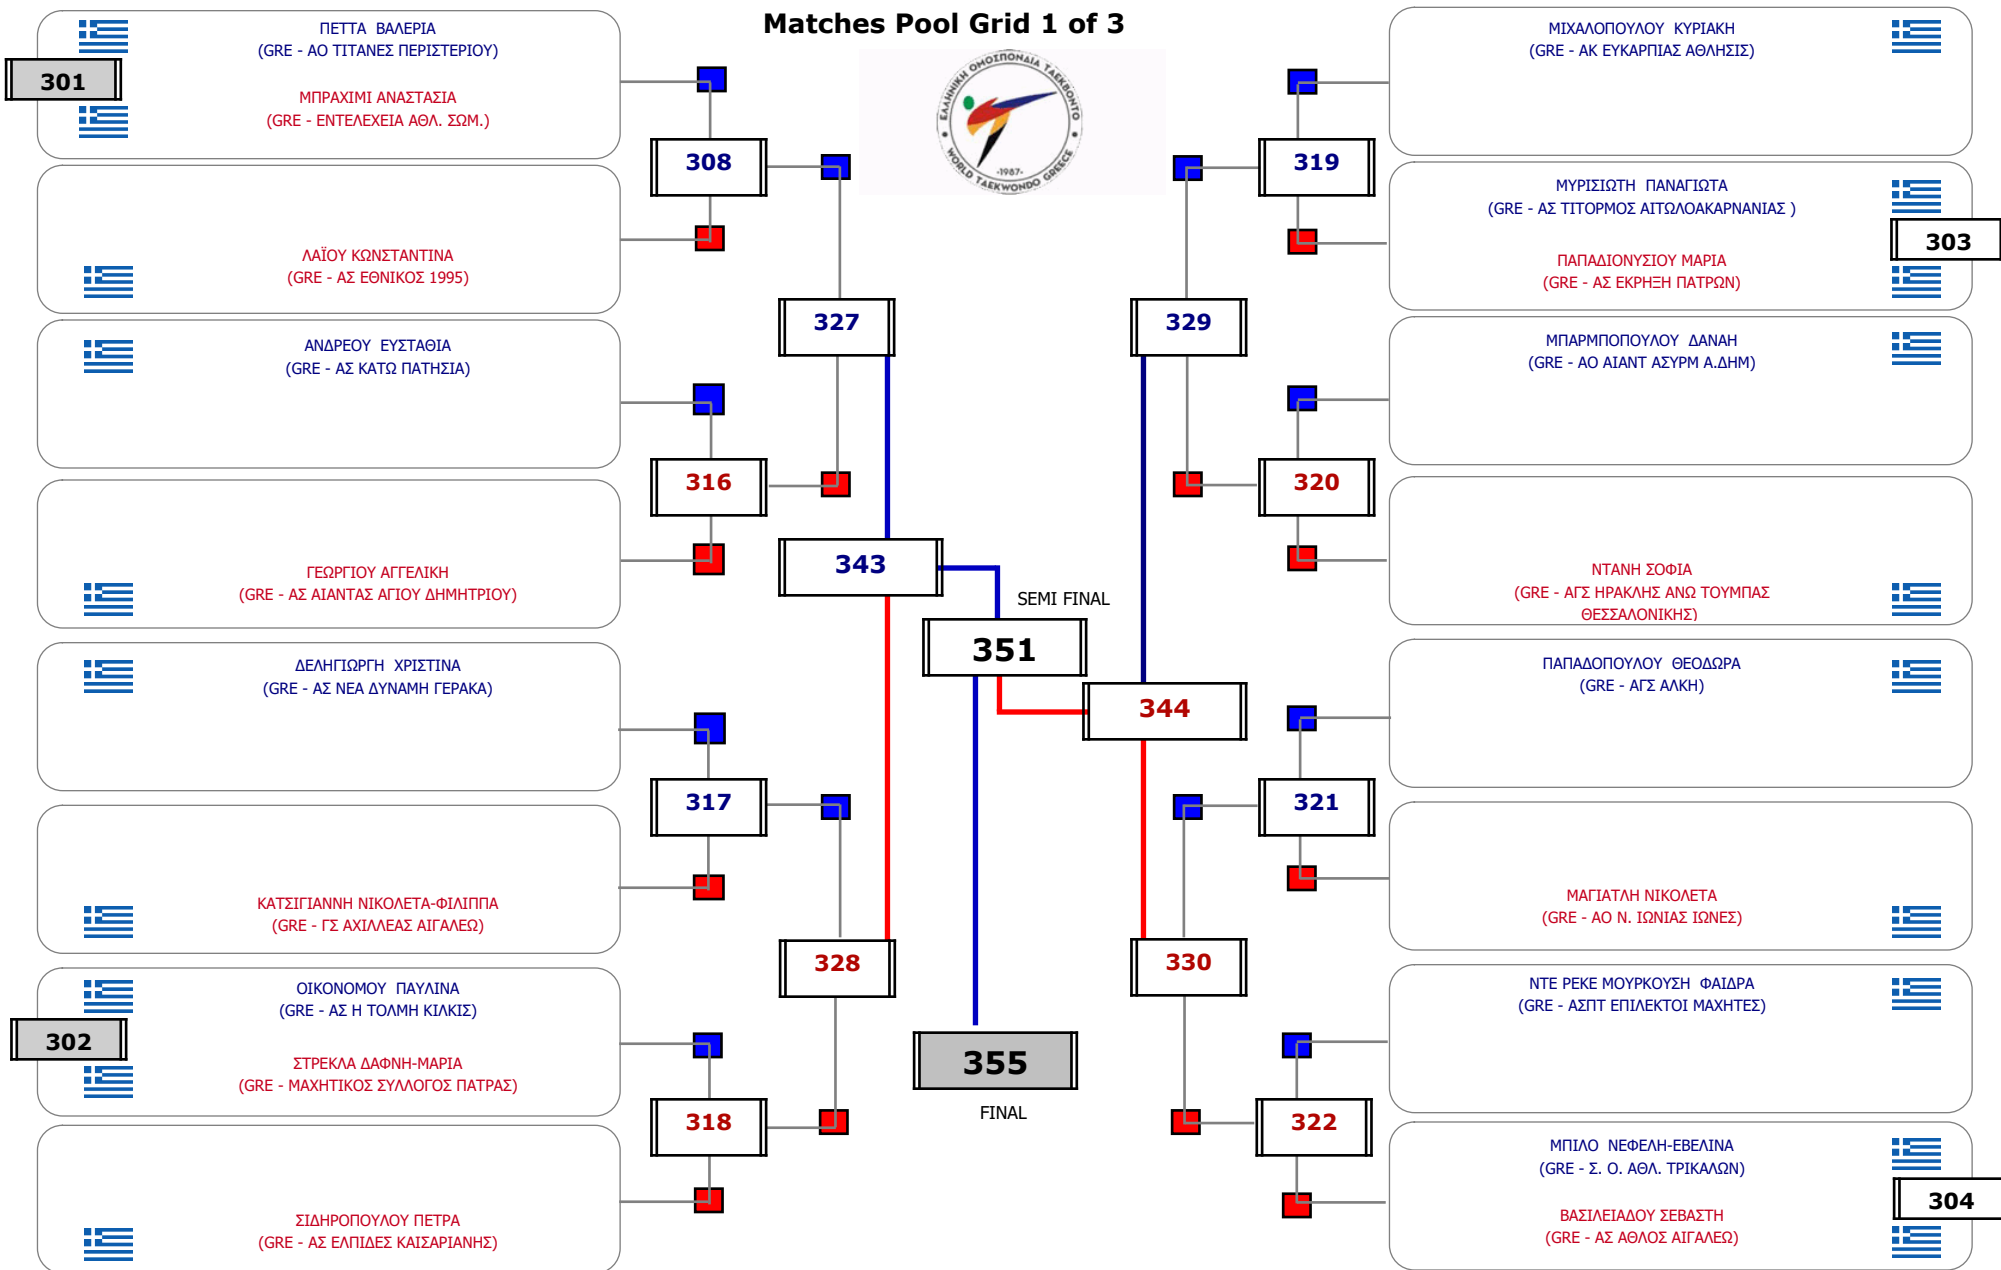 Matches Pool Grid 1 of 3
ΕΛΛΗΝΙΚΗ ΟΜΟΣΠΟΝΔΙΑ ΤΑΕΚΒΟΝΤΟ
·1987·
WORLD TAEKWONDO GREECE
301
ΠΕΤΤΑ ΒΑΛΕΡΙΑ
(GRE - ΑΟ ΤΙΤΑΝΕΣ ΠΕΡΙΣΤΕΡΙΟΥ)
ΜΠΡΑΧΙΜΙ ΑΝΑΣΤΑΣΙΑ
(GRE - ΕΝΤΕΛΕΧΕΙΑ ΑΘΛ. ΣΩΜ.)
308
ΛΑΪΟΥ ΚΩΝΣΤΑΝΤΙΝΑ
(GRE - ΑΣ ΕΘΝΙΚΟΣ 1995)
327
ΑΝΔΡΕΟΥ ΕΥΣΤΑΘΙΑ
(GRE - ΑΣ ΚΑΤΩ ΠΑΤΗΣΙΑ)
316
ΓΕΩΡΓΙΟΥ ΑΓΓΕΛΙΚΗ
(GRE - ΑΣ ΑΙΑΝΤΑΣ ΑΓΙΟΥ ΔΗΜΗΤΡΙΟΥ)
343
ΔΕΛΗΓΙΩΡΓΗ ΧΡΙΣΤΙΝΑ
(GRE - ΑΣ ΝΕΑ ΔΥΝΑΜΗ ΓΕΡΑΚΑ)
317
ΚΑΤΣΙΓΙΑΝΝΗ ΝΙΚΟΛΕΤΑ-ΦΙΛΙΠΠΑ
(GRE - ΓΣ ΑΧΙΛΛΕΑΣ ΑΙΓΑΛΕΩ)
328
302
ΟΙΚΟΝΟΜΟΥ ΠΑΥΛΙΝΑ
(GRE - ΑΣ Η ΤΟΛΜΗ ΚΙΛΚΙΣ)
ΣΤΡΕΚΛΑ ΔΑΦΝΗ-ΜΑΡΙΑ
(GRE - ΜΑΧΗΤΙΚΟΣ ΣΥΛΛΟΓΟΣ ΠΑΤΡΑΣ)
318
ΣΙΔΗΡΟΠΟΥΛΟΥ ΠΕΤΡΑ
(GRE - ΑΣ ΕΛΠΙΔΕΣ ΚΑΙΣΑΡΙΑΝΗΣ)
SEMI FINAL
351
355
FINAL
ΜΙΧΑΛΟΠΟΥΛΟΥ ΚΥΡΙΑΚΗ
(GRE - ΑΚ ΕΥΚΑΡΠΙΑΣ ΑΘΛΗΣΙΣ)
319
ΜΥΡΙΣΙΩΤΗ ΠΑΝΑΓΙΩΤΑ
(GRE - ΑΣ ΤΙΤΟΡΜΟΣ ΑΙΤΩΛΟΑΚΑΡΝΑΝΙΑΣ )
303
ΠΑΠΑΔΙΟΝΥΣΙΟΥ ΜΑΡΙΑ
(GRE - ΑΣ ΕΚΡΗΞΗ ΠΑΤΡΩΝ)
329
ΜΠΑΡΜΠΟΠΟΥΛΟΥ ΔΑΝΑΗ
(GRE - ΑΟ ΑΙΑΝΤ ΑΣΥΡΜ Α.ΔΗΜ)
320
ΝΤΑΝΗ ΣΟΦΙΑ
(GRE - ΑΓΣ ΗΡΑΚΛΗΣ ΑΝΩ ΤΟΥΜΠΑΣ
ΘΕΣΣΑΛΟΝΙΚΗΣ)
344
ΠΑΠΑΔΟΠΟΥΛΟΥ ΘΕΟΔΩΡΑ
(GRE - ΑΓΣ ΑΛΚΗ)
321
ΜΑΓΙΑΤΛΗ ΝΙΚΟΛΕΤΑ
(GRE - ΑΟ Ν. ΙΩΝΙΑΣ ΙΩΝΕΣ)
330
ΝΤΕ ΡΕΚΕ ΜΟΥΡΚΟΥΣΗ ΦΑΙΔΡΑ
(GRE - ΑΣΠΤ ΕΠΙΛΕΚΤΟΙ ΜΑΧΗΤΕΣ)
322
ΜΠΙΛΟ ΝΕΦΕΛΗ-ΕΒΕΛΙΝΑ
(GRE - Σ. Ο. ΑΘΛ. ΤΡΙΚΑΛΩΝ)
304
ΒΑΣΙΛΕΙΑΔΟΥ ΣΕΒΑΣΤΗ
(GRE - ΑΣ ΑΘΛΟΣ ΑΙΓΑΛΕΩ)